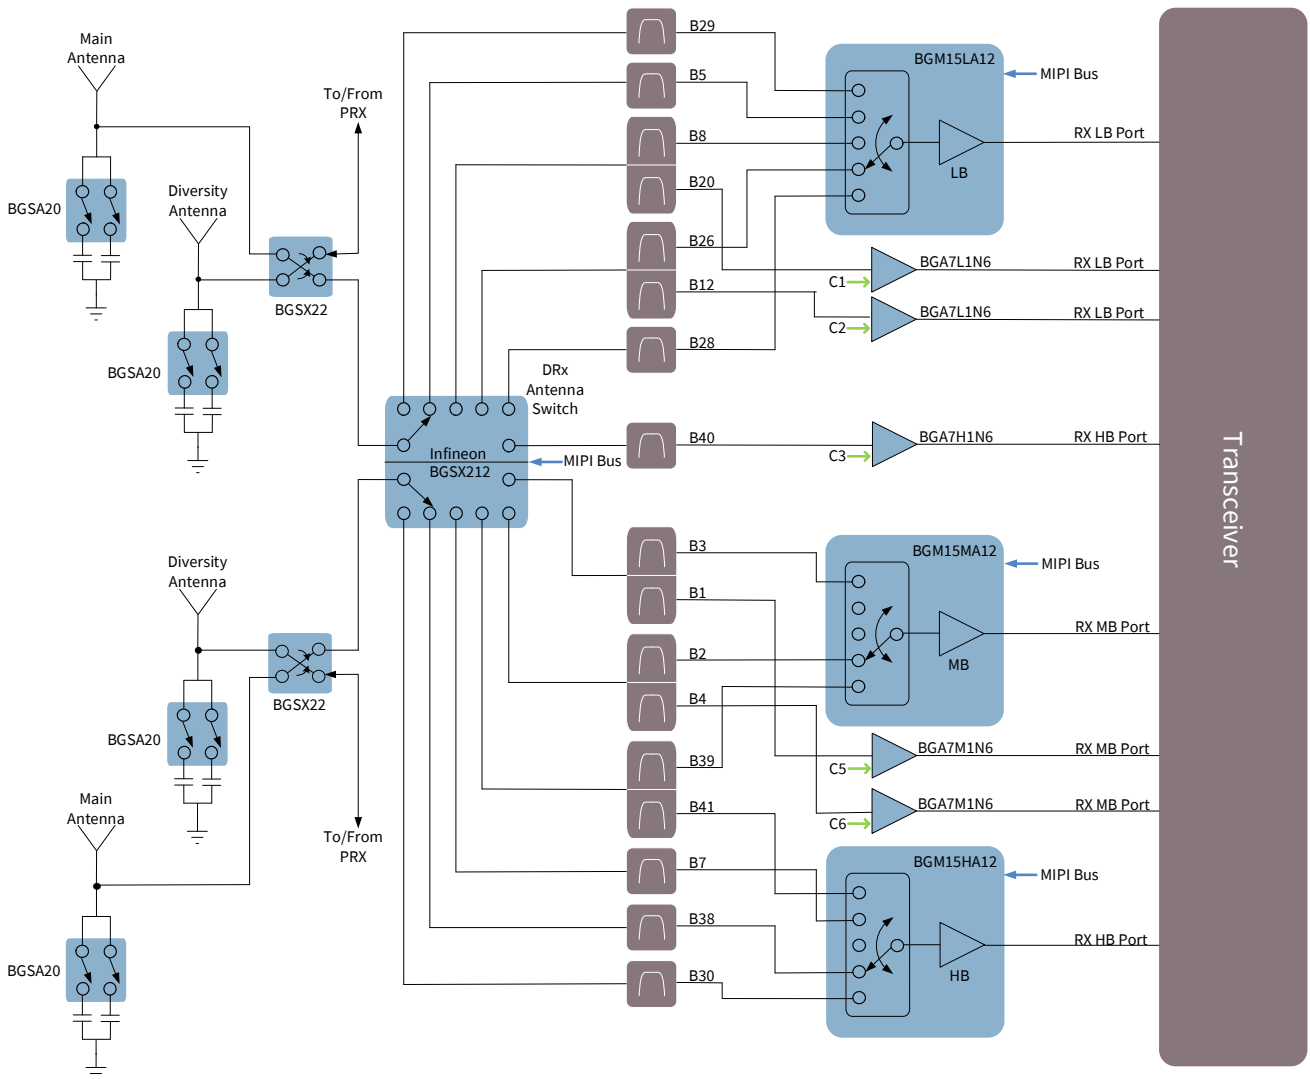 Main
Antenna
BGSA20
Diversity
Antenna
BGSA20
To/From
PRX
BGSX22
DRx
Antenna
Switch
Infineon
BGSX212
MIPI Bus
Diversity
Antenna
BGSA20
BGSX22
Main
Antenna
BGSA20
To/From
PRX
B29
B5
B8
B20
B26
B12
B28
B40
B3
B1
B2
B4
B39
B41
B7
B38
B30
BGM15LA12
LB
MIPI Bus
RX LB Port
C1
BGA7L1N6
RX LB Port
C2
BGA7L1N6
RX LB Port
C3
BGA7H1N6
RX HB Port
BGM15MA12
MB
MIPI Bus
RX MB Port
C5
BGA7M1N6
RX MB Port
C6
BGA7M1N6
RX MB Port
BGM15HA12
HB
MIPI Bus
RX HB Port
Transceiver